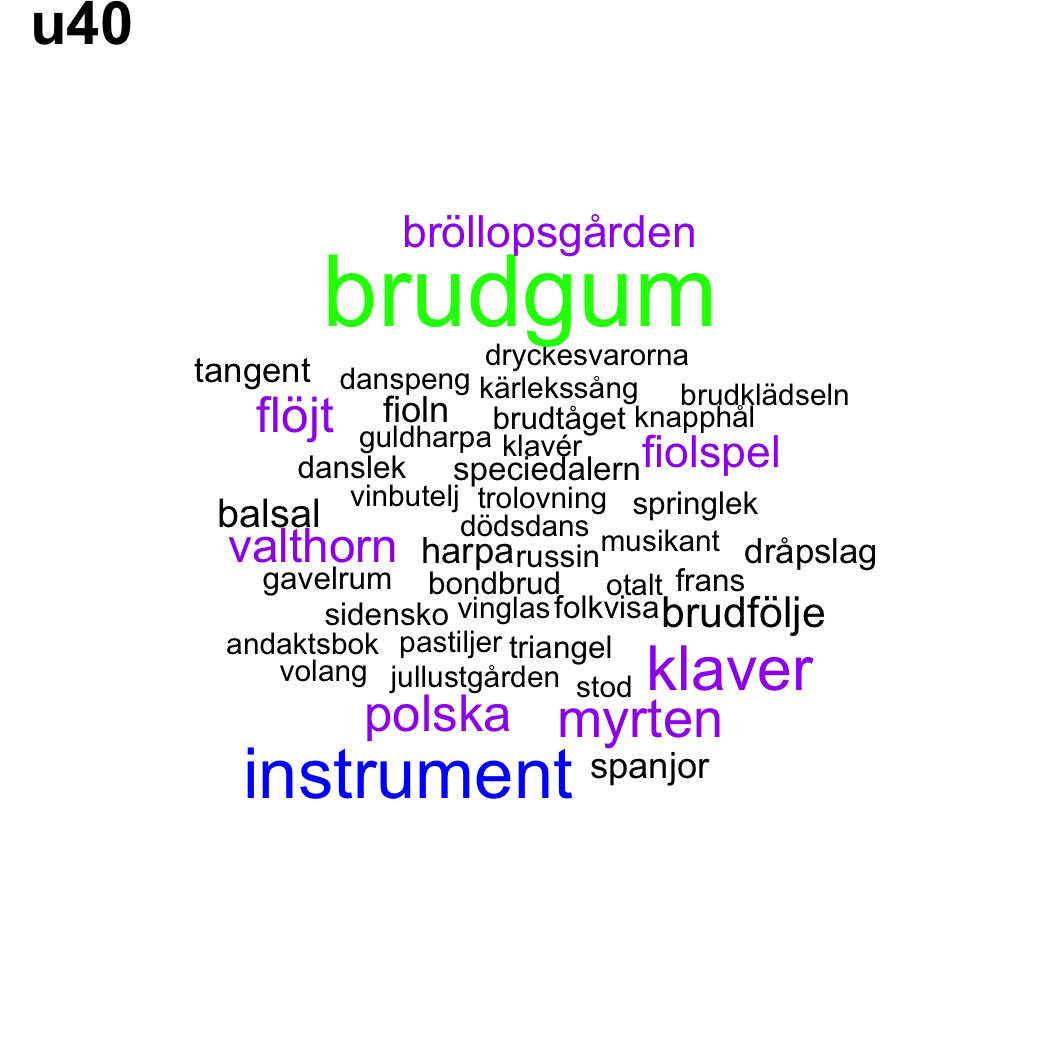 u40
bröllopsgården
brudgum
dryckesvarorna
tangent
danspeng
kärlekssång
brudklädseln
flöjt
fioln
brudtåget
knapphål
guldharpa
klavér
fiolspel
danslek
speciedalern
vinbutelj
trolovning
springlek
balsal
dödsdans
valthorn
harpa
russin
musikant
dråpslag
gavelrum
bondbrud
otalt
frans
sidensko
vinglas
folkvisa
brudfölje
andaktsbok
pastiljer
triangel
klaver
volang
jullustgården
stod
polska
myrten
instrument
spanjor